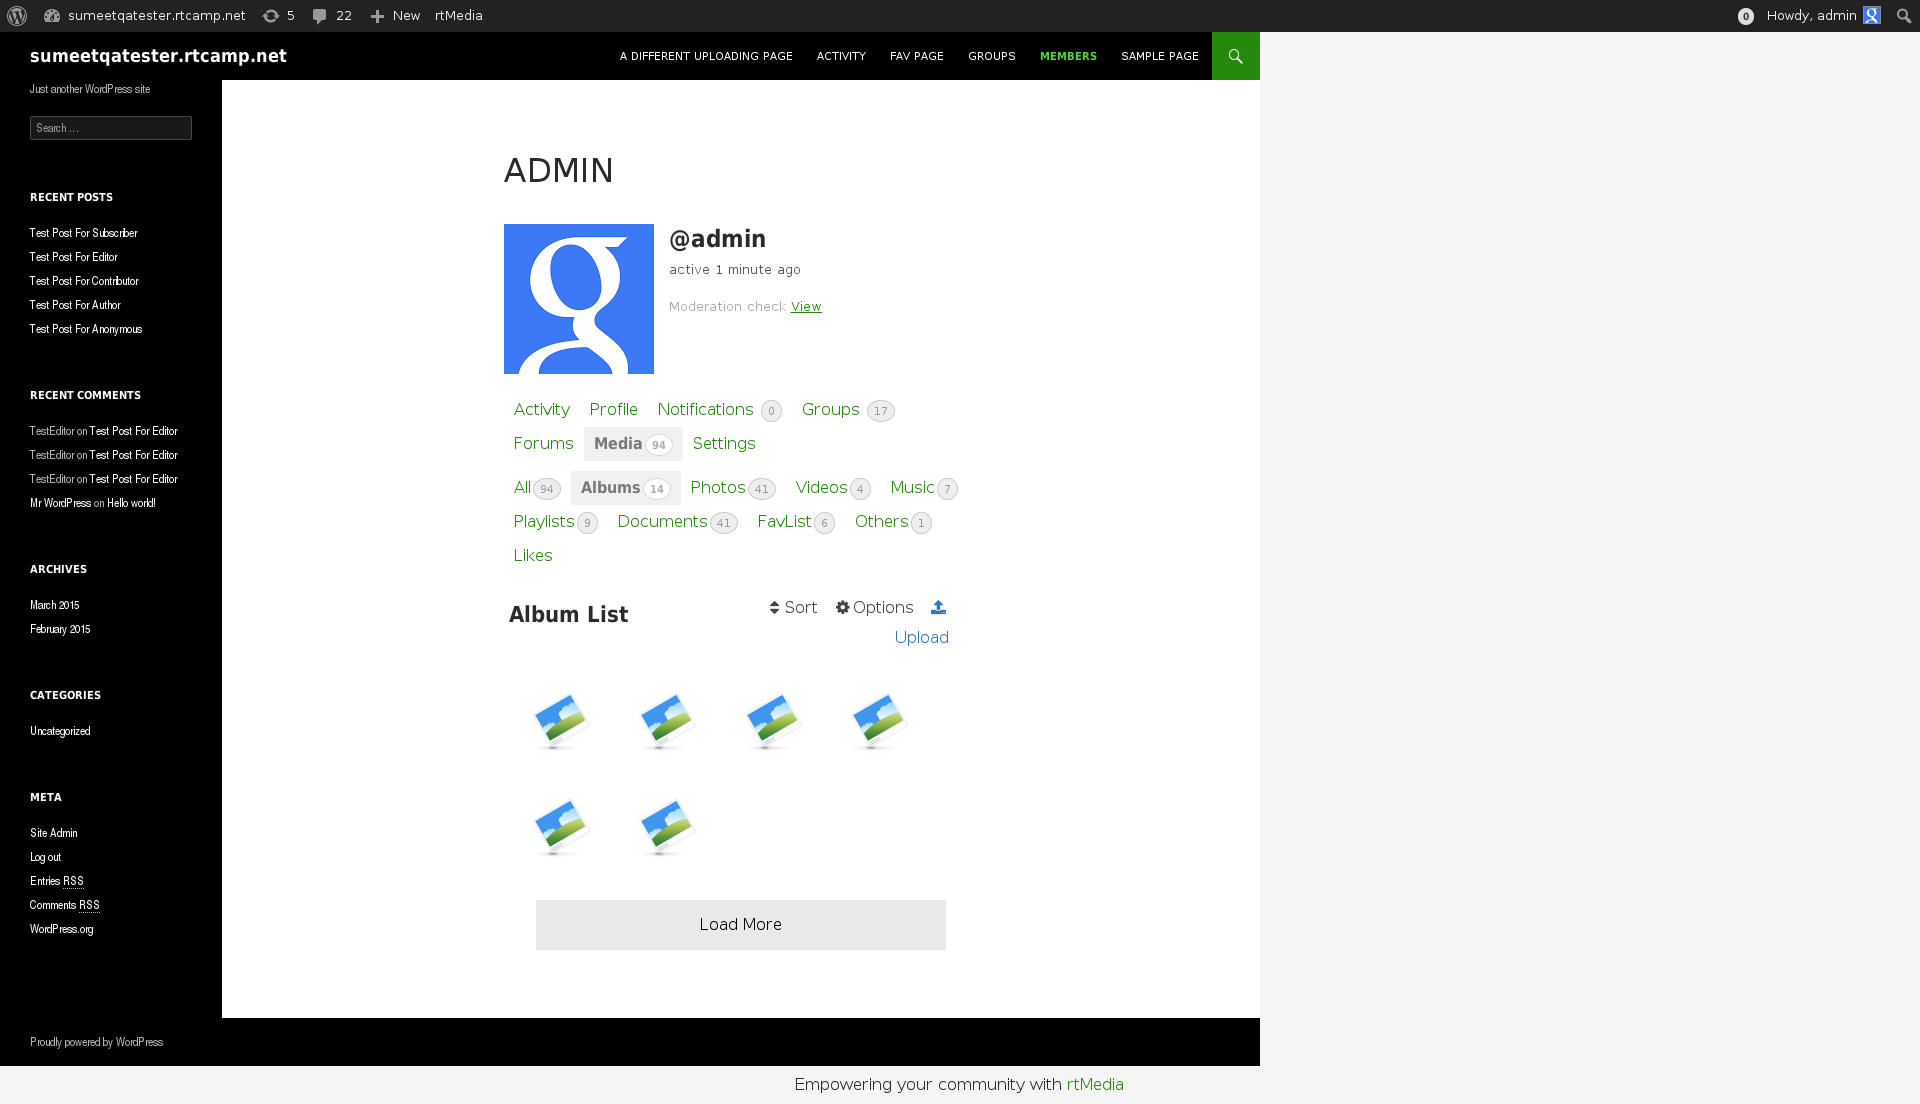 sumeetqatester.rtcamp.net 5 22 New rtMedia 0 Howdy, admin
sumeetqatester.rtcamp.net A DIFFERENT UPLOADING PAGE ACTIVITY FAV PAGE GROUPS MEMBERS SAMPLE PAGE
Just another WordPress site
Search ...
RECENT POSTS
Test Post For Subscriber
Test Post For Editor
Test Post For Contributor
Test Post For Author
Test Post For Anonymous
RECENT COMMENTS
TestEditor on Test Post For Editor
TestEditor on Test Post For Editor
TestEditor on Test Post For Editor
Mr WordPress on Hello world!
ARCHIVES
March 2015
February 2015
CATEGORIES
Uncategorized
META
Site Admin
Log out
Entries RSS
Comments RSS
WordPress.org
ADMIN
g
@admin
active 1 minute ago
Moderation check View
Activity Profile Notifications 0 Groups 17
Forums Media 94 Settings
All 94 Albums 14 Photos 41 Videos 4 Music 7
Playlists 9 Documents 41 FavList 6 Others 1
Likes
Album List Sort Options
Upload
Load More
Proudly powered by WordPress
Empowering your community with rtMedia